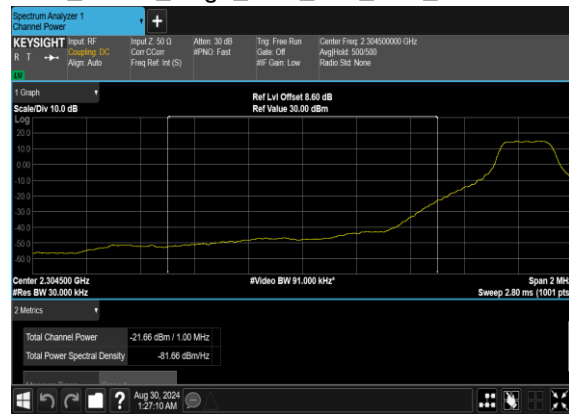 Spectrum Analyzer 1
Channel Power
KEYSIGHT
R T
LW
Input: RF
Coupling: DC
Align: Auto
Input Z: 50 Ω
Corr CCorr
Freq Ref: Int (S)
Atten: 30 dB
#PNO: Fast
Trig: Free Run
Gate: Off
#IF Gain: Low
Center Freq: 2.304500000 GHz
Avg|Hold: 500/500
Radio Std: None
1 Graph
Scale/Div 10.0 dB
Ref Lvl Offset 8.60 dB
Ref Value 30.00 dBm
Log
20.0
10.0
0.00
-10.0
-20.0
-30.0
-40.0
-50.0
-60.0
Center 2.304500 GHz
#Video BW 91.000 kHz*
Span 2 MH
#Res BW 30.000 kHz
Sweep 2.80 ms (1001 pts
2 Metrics
Total Channel Power -21.66 dBm / 1.00 MHz
Total Power Spectral Density -81.66 dBm/Hz
?
Aug 30, 2024
1:27:10 AM